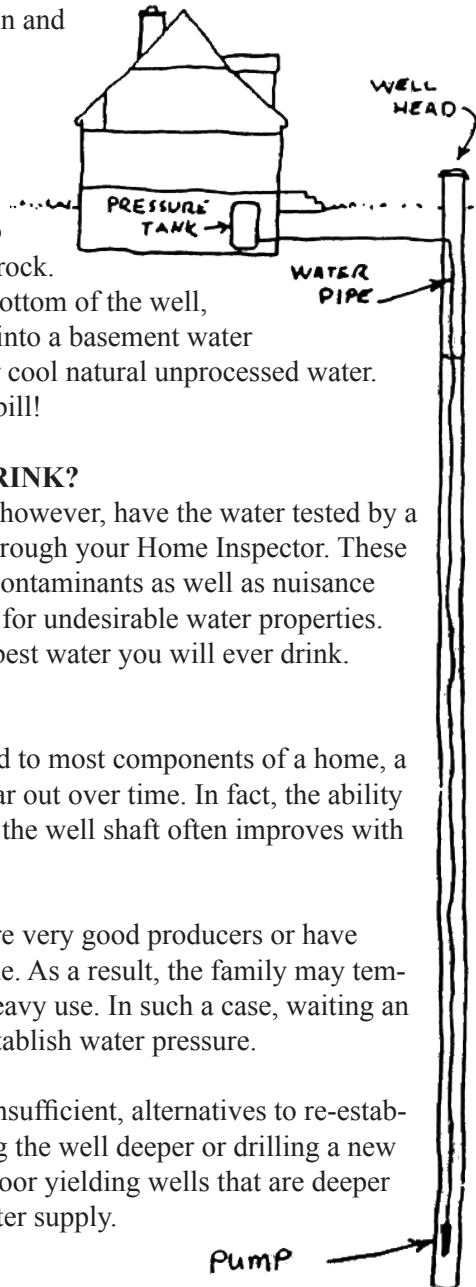 n and
WELL
HEAD
PRESSURE
TANK
rock.
WATER
PIPE
ottom of the well,
into a basement water
cool natural unprocessed water.
bill!
RINK?
however, have the water tested by a
rough your Home Inspector. These
ontaminants as well as nuisance
for undesirable water properties.
best water you will ever drink.
d to most components of a home, a
ar out over time. In fact, the ability
the well shaft often improves with
re very good producers or have
e. As a result, the family may tem-
eavy use. In such a case, waiting an
tablish water pressure.
nsufficient, alternatives to re-estab-
g the well deeper or drilling a new
oor yielding wells that are deeper
ter supply.
PUMP